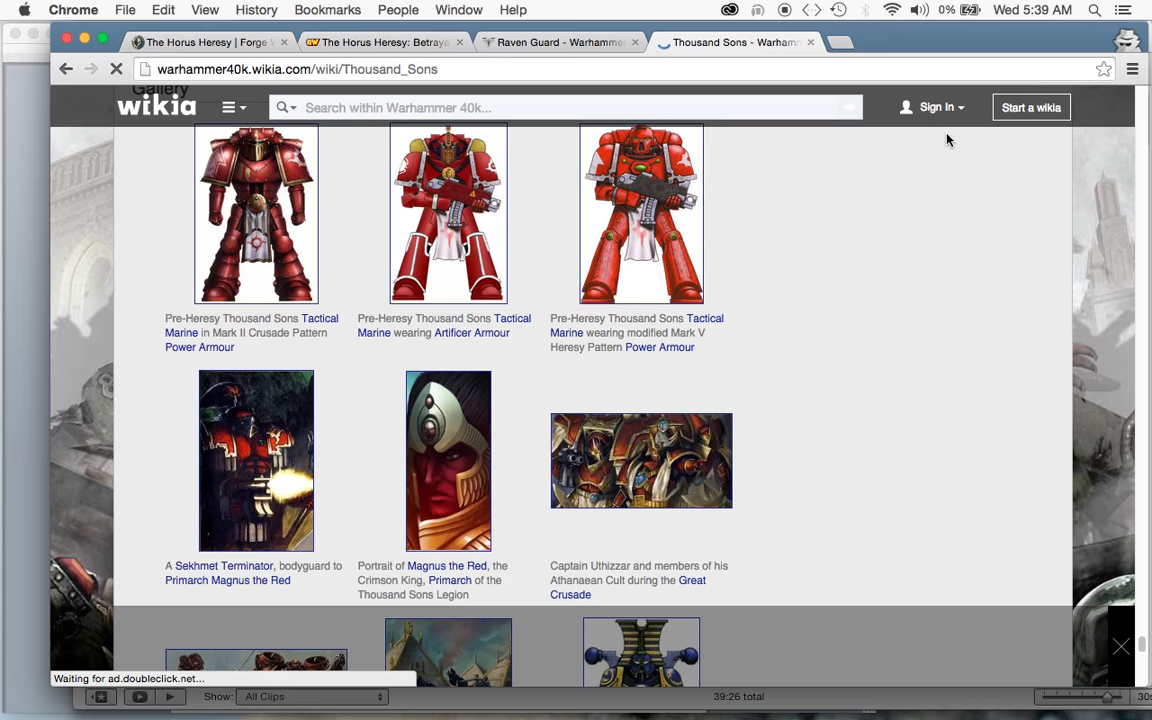 Chrome File Edit View History Bookmarks People Window Help 0% Wed 5:39 AM
The Horus Heresy | Forge
The Horus Heresy: Betraya
Raven Guard - Warhamme
Thousand Sons - Warham
warhammer40k.wikia.com/wiki/Thousand_Sons
Gallery
wikia
Search within Warhammer 40k...
Sign In
Start a wikia
Pre-Heresy Thousand Sons Tactical
Marine in Mark II Crusade Pattern
Power Armour
Pre-Heresy Thousand Sons Tactical
Marine wearing Artificer Armour
Pre-Heresy Thousand Sons Tactical
Marine wearing modified Mark V
Heresy Pattern Power Armour
A Sekhmet Terminator, bodyguard to
Primarch Magnus the Red
Portrait of Magnus the Red, the
Crimson King, Primarch of the
Thousand Sons Legion
Captain Uthizzar and members of his
Athanaean Cult during the Great
Crusade
Waiting for ad.doubleclick.net...
Show: All Clips
39:26 total
30s